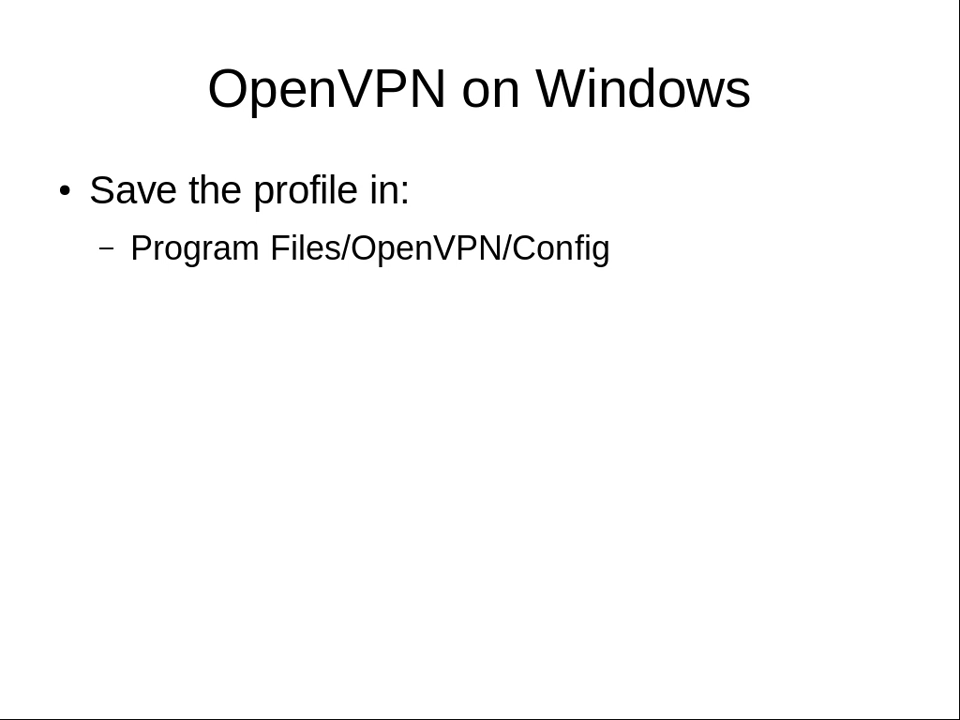 OpenVPN on Windows
• Save the profile in:
– Program Files/OpenVPN/Config